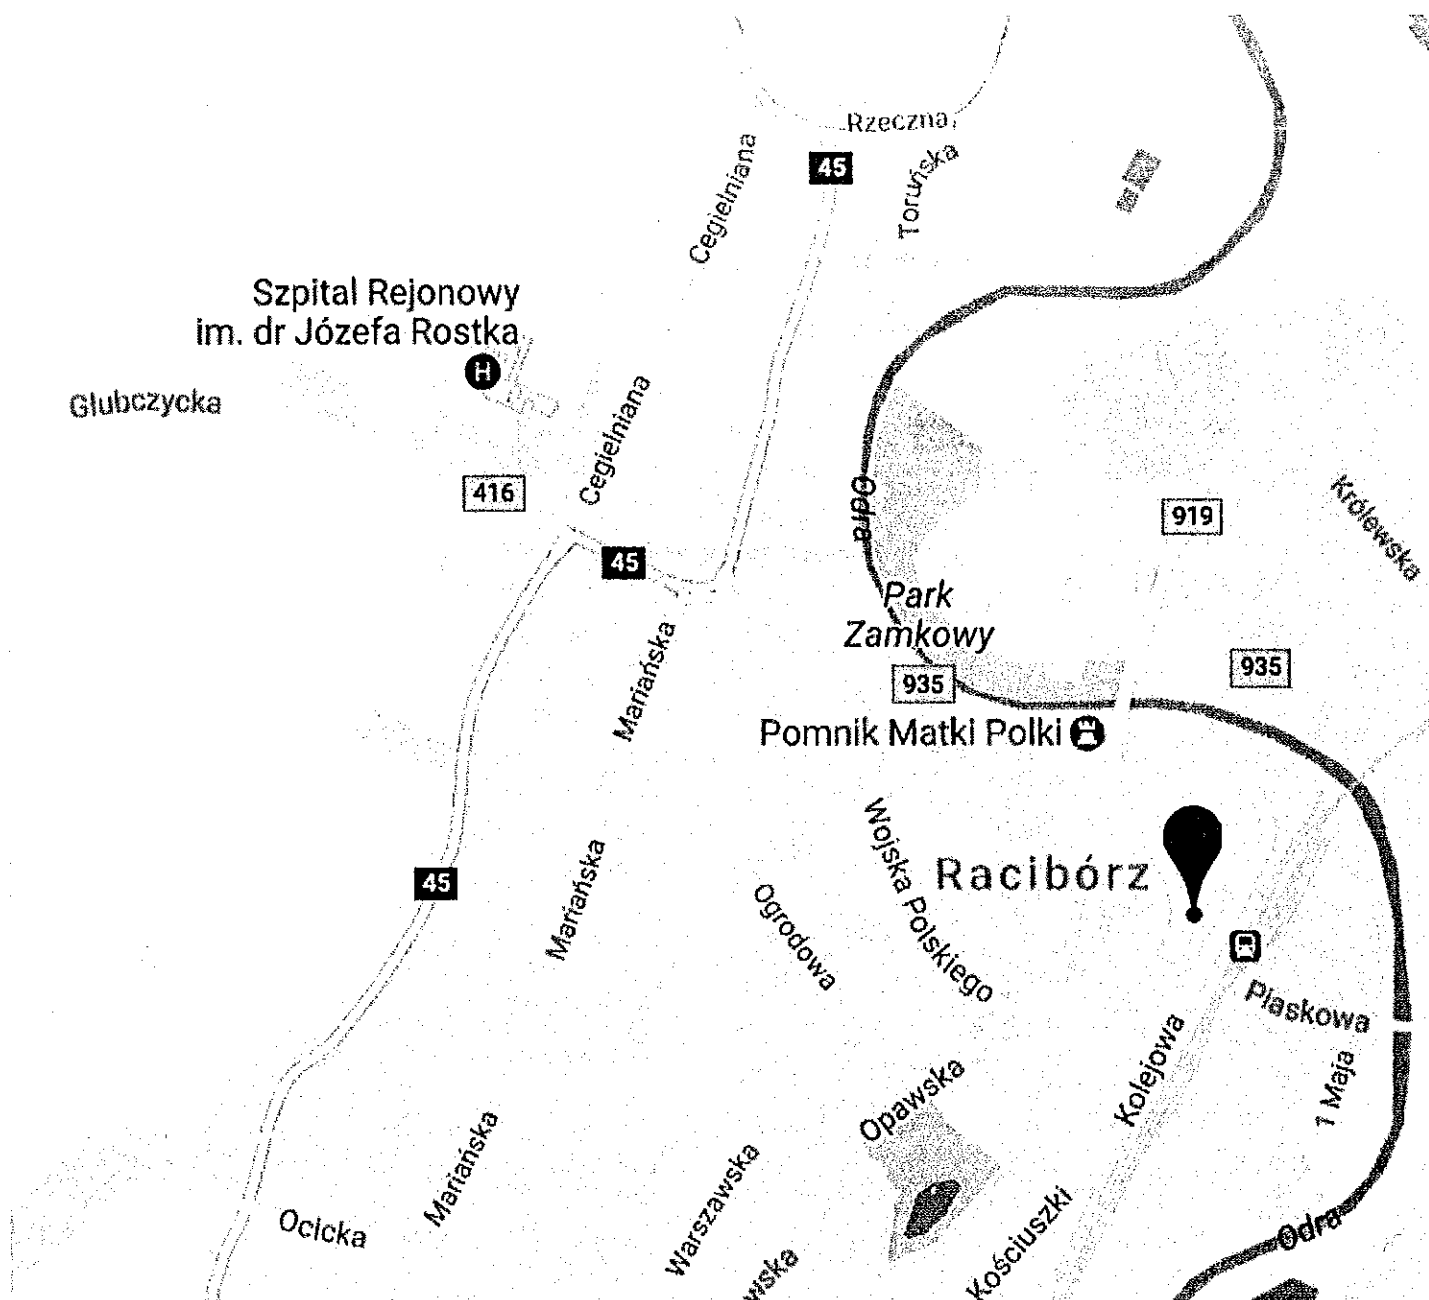 Rzeczna
45
Cegielniana
Toruńska
Szpital Rejonowy
im. dr Józefa Rostka
H
Głubczycka
Cegielniana
416
Odra
919
Królewska
45
Park
Zamkowy
Mariańska
935
935
Pomnik Matki Polki
Wojska Polskiego
Racibórz
Mariańska
45
Ogrodowa
Piaskowa
Kolejowa
1 Maja
Opawska
Mariańska
Warszawska
Kościuszki
Ocicka
Odra
wska